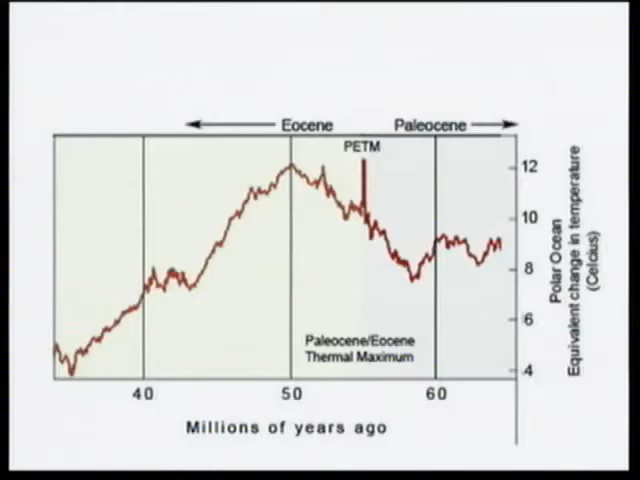 Eocene Paleocene
PETM
12
10
8
6
4
Polar Ocean
Equivalent change in temperature
(Celcius)
Paleocene/Eocene
Thermal Maximum
40 50 60
Millions of years ago